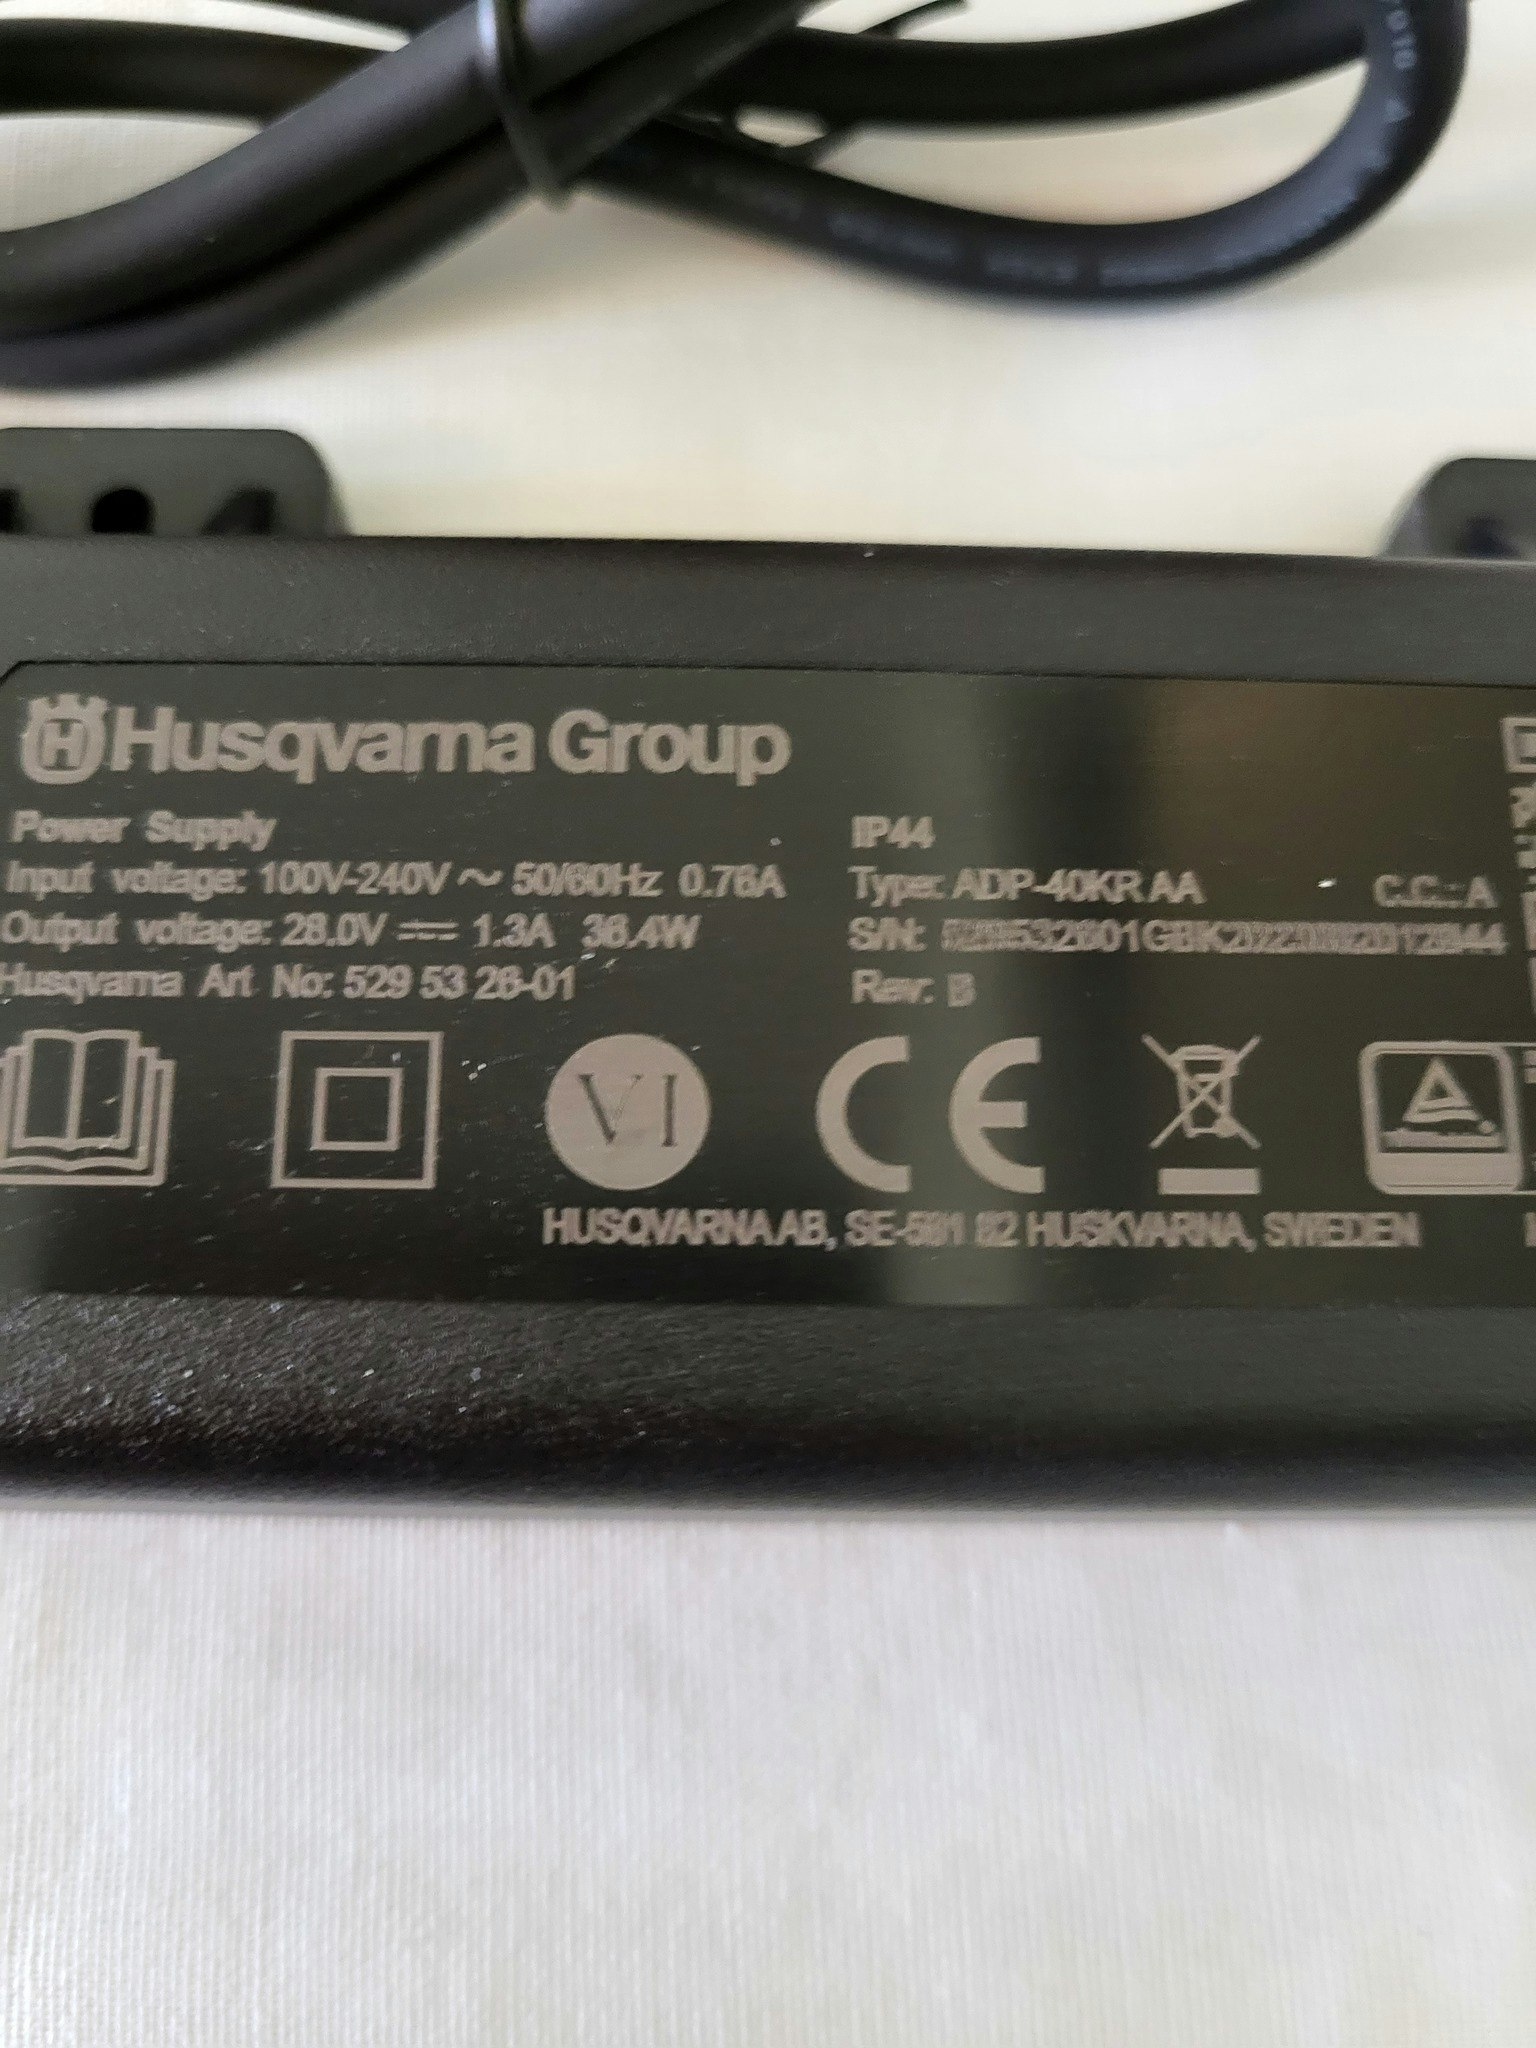 Husqvarna Group
Power Supply
Input voltage: 100V-240V ~ 50/60Hz 0.76A
Output voltage: 28.0V 1.3A 36.4W
Husqvarna Art No: 529 53 26-01
IP44
Type: ADP-40KR AA
S/N:
Rev: B
VI
CE
HUSQVARNA AB, SE-561 82 HUSKVARNA, SWEDEN